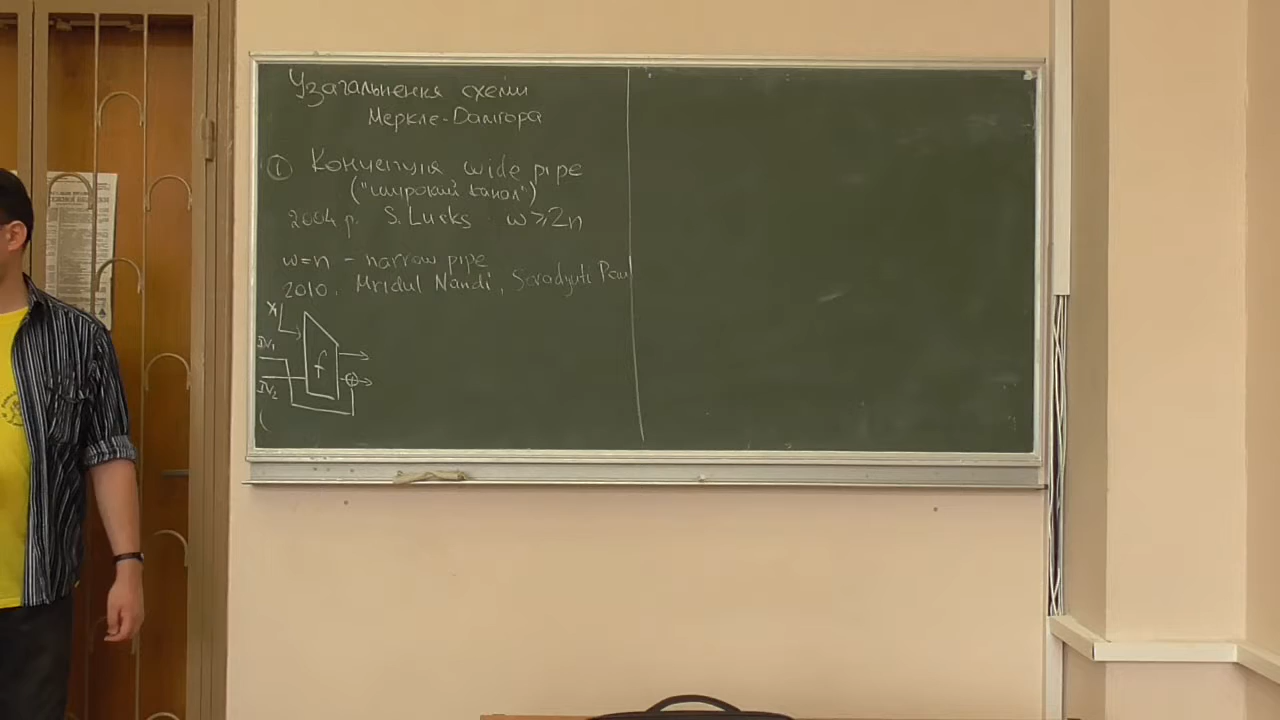 Узагальнення схеми
Меркле-Дамгора
① Концепція wide pipe
("широкий канал")
2004 р. S. Lucks w ≥ 2n
w=n - narrow pipe
2010. Mridul Nandi, Souradyuti Paul
x₁
IV₁
f
IV₂
(